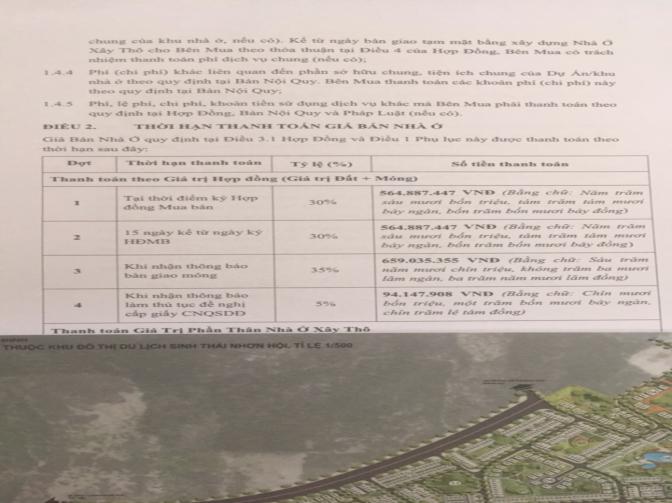 chung của khu nhà ở, nếu có). Kể từ ngày bàn giao tạm mặt bằng xây dựng Nhà Ở
Xây Thô cho Bên Mua theo thỏa thuận tại Điều 4 của Hợp Đồng, Bên Mua có trách
nhiệm thanh toán phí dịch vụ chung (nếu có);
1.4.4 Phí (chi phí) khác liên quan đến phần sở hữu chung, tiện ích chung của Dự Án/khu
nhà ở theo quy định tại Bản Nội Quy. Bên Mua thanh toán các khoản phí (chi phí) này
theo quy định tại Bản Nội Quy;
1.4.5 Phí, lệ phí, chi phí, khoản tiền sử dụng dịch vụ khác mà Bên Mua phải thanh toán theo
quy định tại Hợp Đồng, Bản Nội Quy và Pháp Luật (nếu có).
ĐIỀU 2. THỜI HẠN THANH TOÁN GIÁ BÁN NHÀ Ở
Giá Bán Nhà Ở quy định tại Điều 3.1 Hợp Đồng và Điều 1 Phụ lục này được thanh toán theo
thời hạn sau đây:
Đợt Thời hạn thanh toán Tỷ lệ (%) Số tiền thanh toán
Thanh toán theo Giá trị Hợp đồng (Giá trị Đất + Móng)
1 Tại thời điểm ký Hợp đồng Mua bán 30% 564.887.447 VNĐ (Bằng chữ: Năm trăm
sáu mươi bốn triệu, tám trăm tám mươi
bảy ngàn, bốn trăm bốn mươi bảy đồng)
2 15 ngày kể từ ngày ký HĐMB 30% 564.887.447 VNĐ (Bằng chữ: Năm trăm
sáu mươi bốn triệu, tám trăm tám mươi
bảy ngàn, bốn trăm bốn mươi bảy đồng)
3 Khi nhận thông báo bàn giao móng 35% 659.035.355 VNĐ (Bằng chữ: Sáu trăm
năm mươi chín triệu, không trăm ba mươi
lăm ngàn, ba trăm năm mươi lăm đồng)
4 Khi nhận thông báo làm thủ tục đề nghị cấp giấy CNQSDĐ 5% 94.147.908 VNĐ (Bằng chữ: Chín mươi
bốn triệu, một trăm bốn mươi bảy ngàn,
chín trăm lẻ tám đồng)
Thanh toán Giá Trị Phần Thân Nhà Ở Xây Thô
THUỘC KHU ĐÔ THỊ DU LỊCH SINH THÁI NHƠN HỘI, TỈ LỆ 1/500